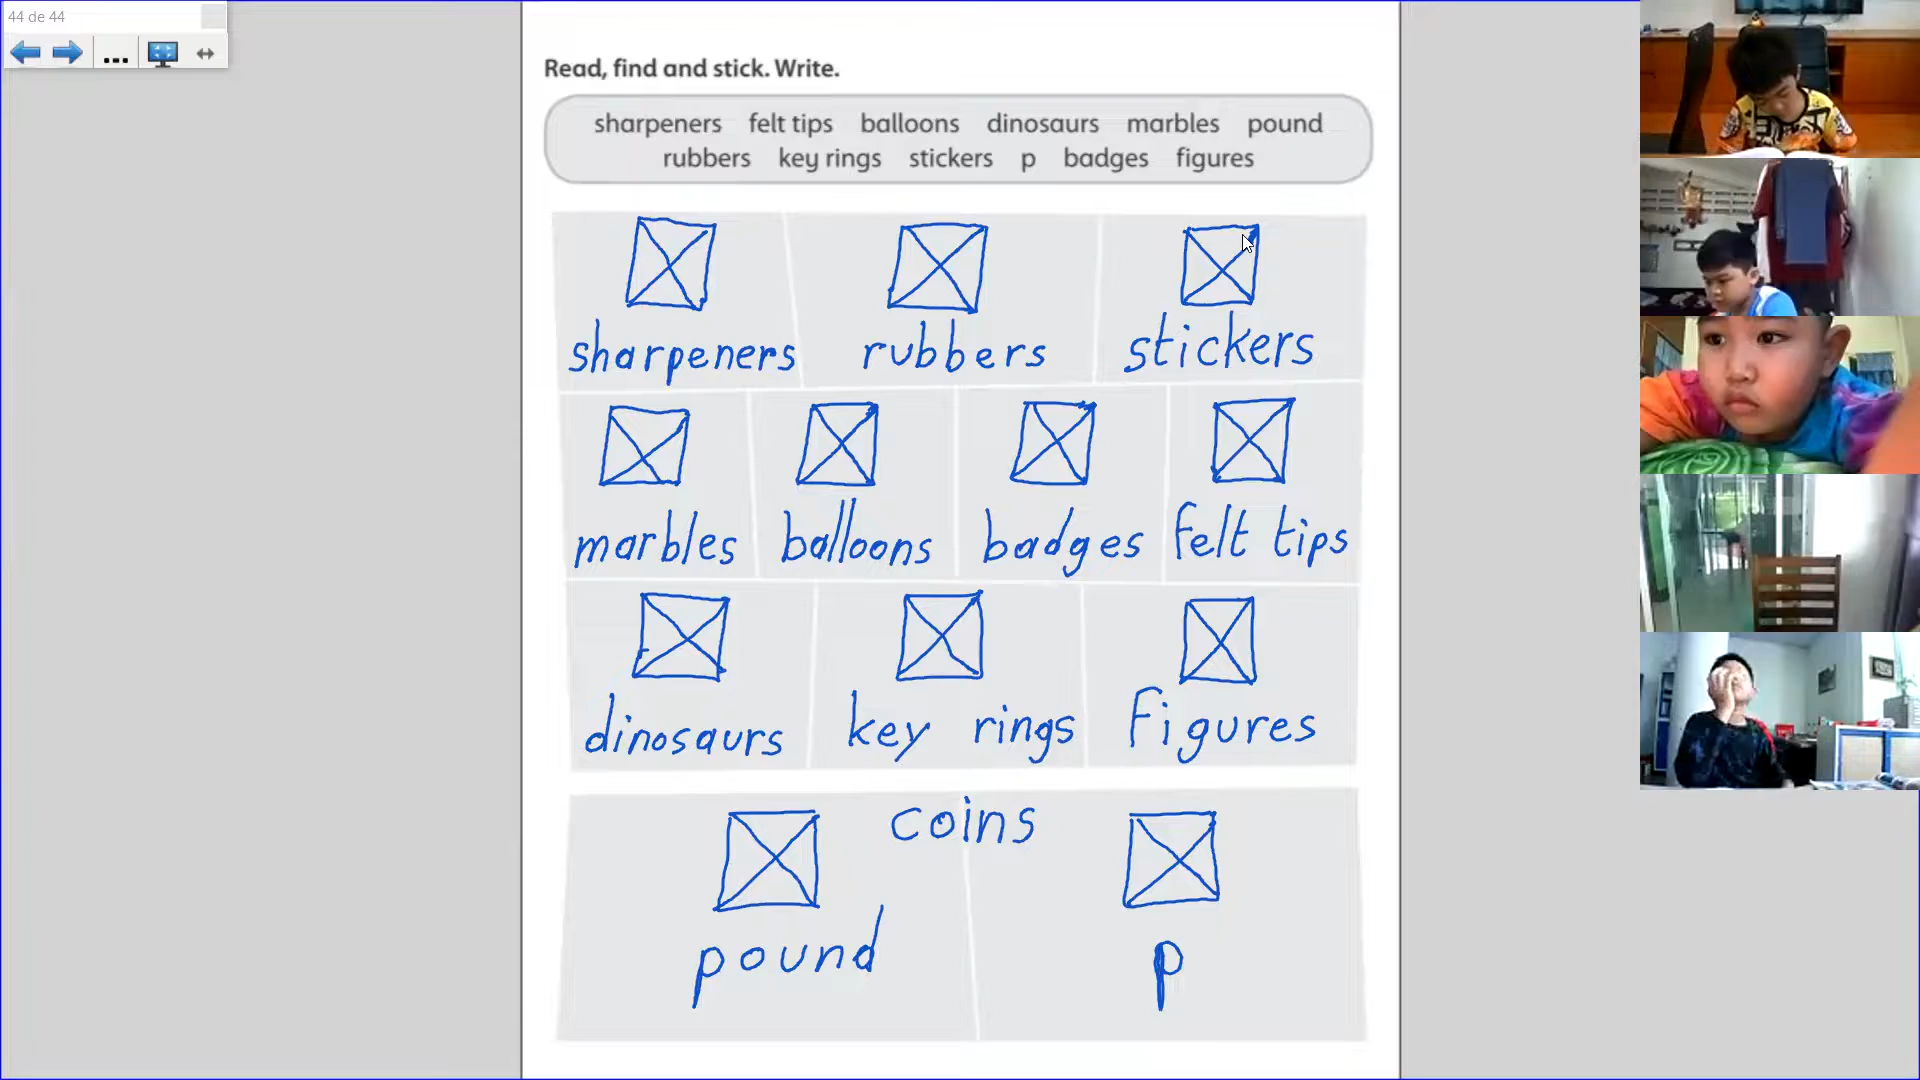 44 de 44
...
Read, find and stick. Write.
sharpeners felt tips balloons dinosaurs marbles pound
rubbers key rings stickers p badges figures
sharpeners rubbers stickers
marbles balloons badges felt tips
dinosaurs key rings figures
coins
pound p